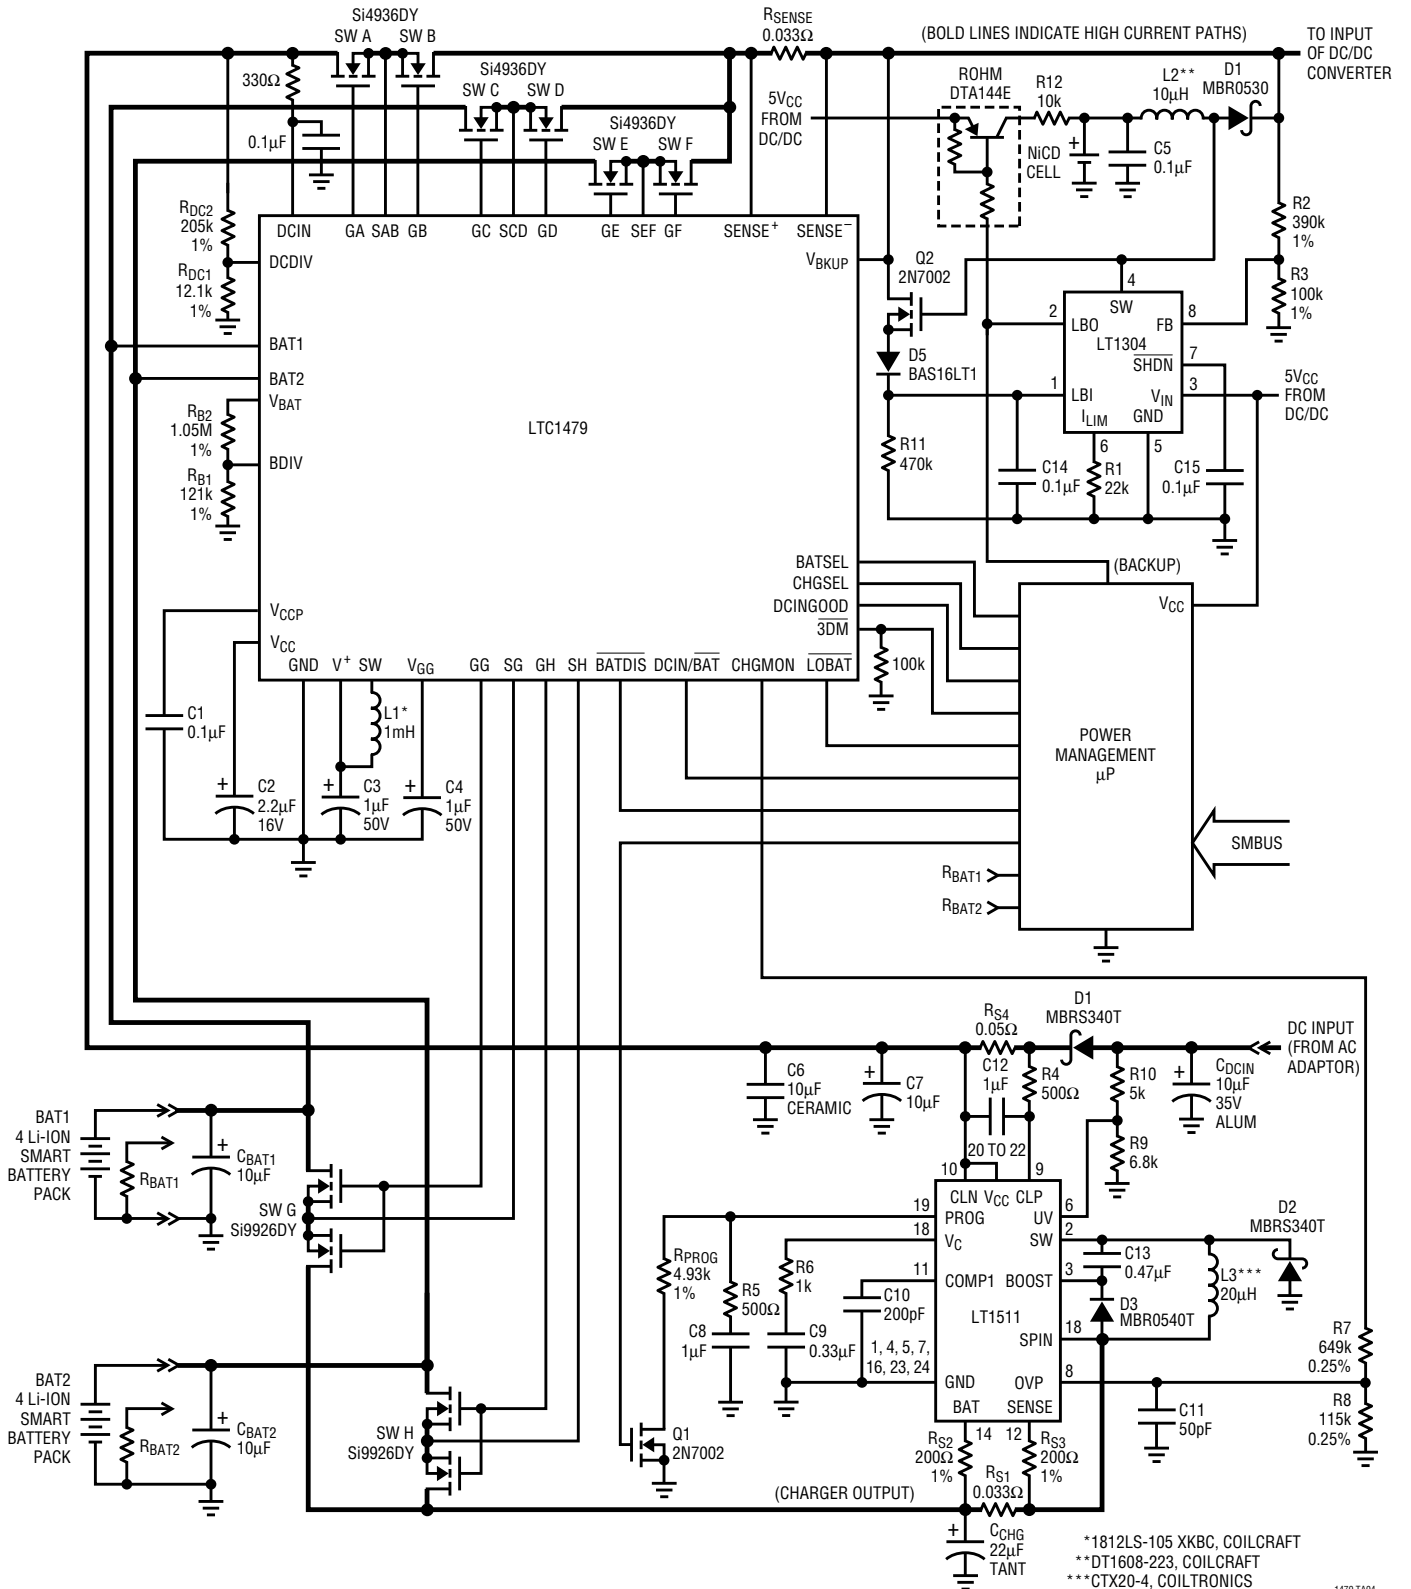 Si4936DY
SW A
SW B
RSENSE
0.033Ω
(BOLD LINES INDICATE HIGH CURRENT PATHS)
TO INPUT
OF DC/DC
CONVERTER
330Ω
0.1µF
Si4936DY
SW C
SW D
Si4936DY
SW E
SW F
5VCC
FROM
DC/DC
ROHM
DTA144E
R12
10k
L2**
10µH
D1
MBR0530
+
NiCD
CELL
C5
0.1µF
RDC2
205k
1%
RDC1
12.1k
1%
DCIN
GA
SAB
GB
GC
SCD
GD
GE
SEF
GF
SENSE+
SENSE−
DCDIV
BAT1
BAT2
VBAT
BDIV
RB2
1.05M
1%
RB1
121k
1%
LTC1479
VBKUP
Q2
2N7002
D5
BAS16LT1
R11
470k
C14
0.1µF
R1
22k
C15
0.1µF
4
SW
2
LBO
FB
8
LT1304
SHDN
7
1
LBI
VIN
3
ILIM
GND
6
5
R2
390k
1%
R3
100k
1%
5VCC
FROM
DC/DC
BATSEL
CHGSEL
DCINGOOD
3DM
VCCP
VCC
GND
V+
SW
VGG
GG
SG
GH
SH
BATDIS
DCIN/BAT
CHGMON
LOBAT
100k
(BACKUP)
VCC
POWER
MANAGEMENT
µP
SMBUS
RBAT1
RBAT2
C1
0.1µF
+
C2
2.2µF
16V
L1*
1mH
+
C3
1µF
50V
+
C4
1µF
50V
C6
10µF
CERAMIC
+
C7
10µF
RS4
0.05Ω
C12
1µF
R4
500Ω
D1
MBRS340T
R10
5k
R9
6.8k
+
CDCIN
10µF
35V
ALUM
DC INPUT
(FROM AC
ADAPTOR)
BAT1
4 Li-ION
SMART
BATTERY
PACK
RBAT1
+
CBAT1
10µF
SW G
Si9926DY
BAT2
4 Li-ION
SMART
BATTERY
PACK
RBAT2
+
CBAT2
10µF
SW H
Si9926DY
20 TO 22
10
9
CLN
VCC
CLP
19
PROG
UV
6
18
VC
SW
2
11
COMP1
BOOST
3
LT1511
SPIN
18
1, 4, 5, 7,
16, 23, 24
GND
OVP
8
BAT
SENSE
14
12
RPROG
4.93k
1%
R5
500Ω
C8
1µF
R6
1k
C9
0.33µF
C10
200pF
Q1
2N7002
C13
0.47µF
D3
MBR0540T
L3***
20µH
D2
MBRS340T
R7
649k
0.25%
R8
115k
0.25%
C11
50pF
RS2
200Ω
1%
RS3
200Ω
1%
RS1
0.033Ω
(CHARGER OUTPUT)
+
CCHG
22µF
TANT
*1812LS-105 XKBC, COILCRAFT
**DT1608-223, COILCRAFT
***CTX20-4, COILTRONICS
1479 TA04